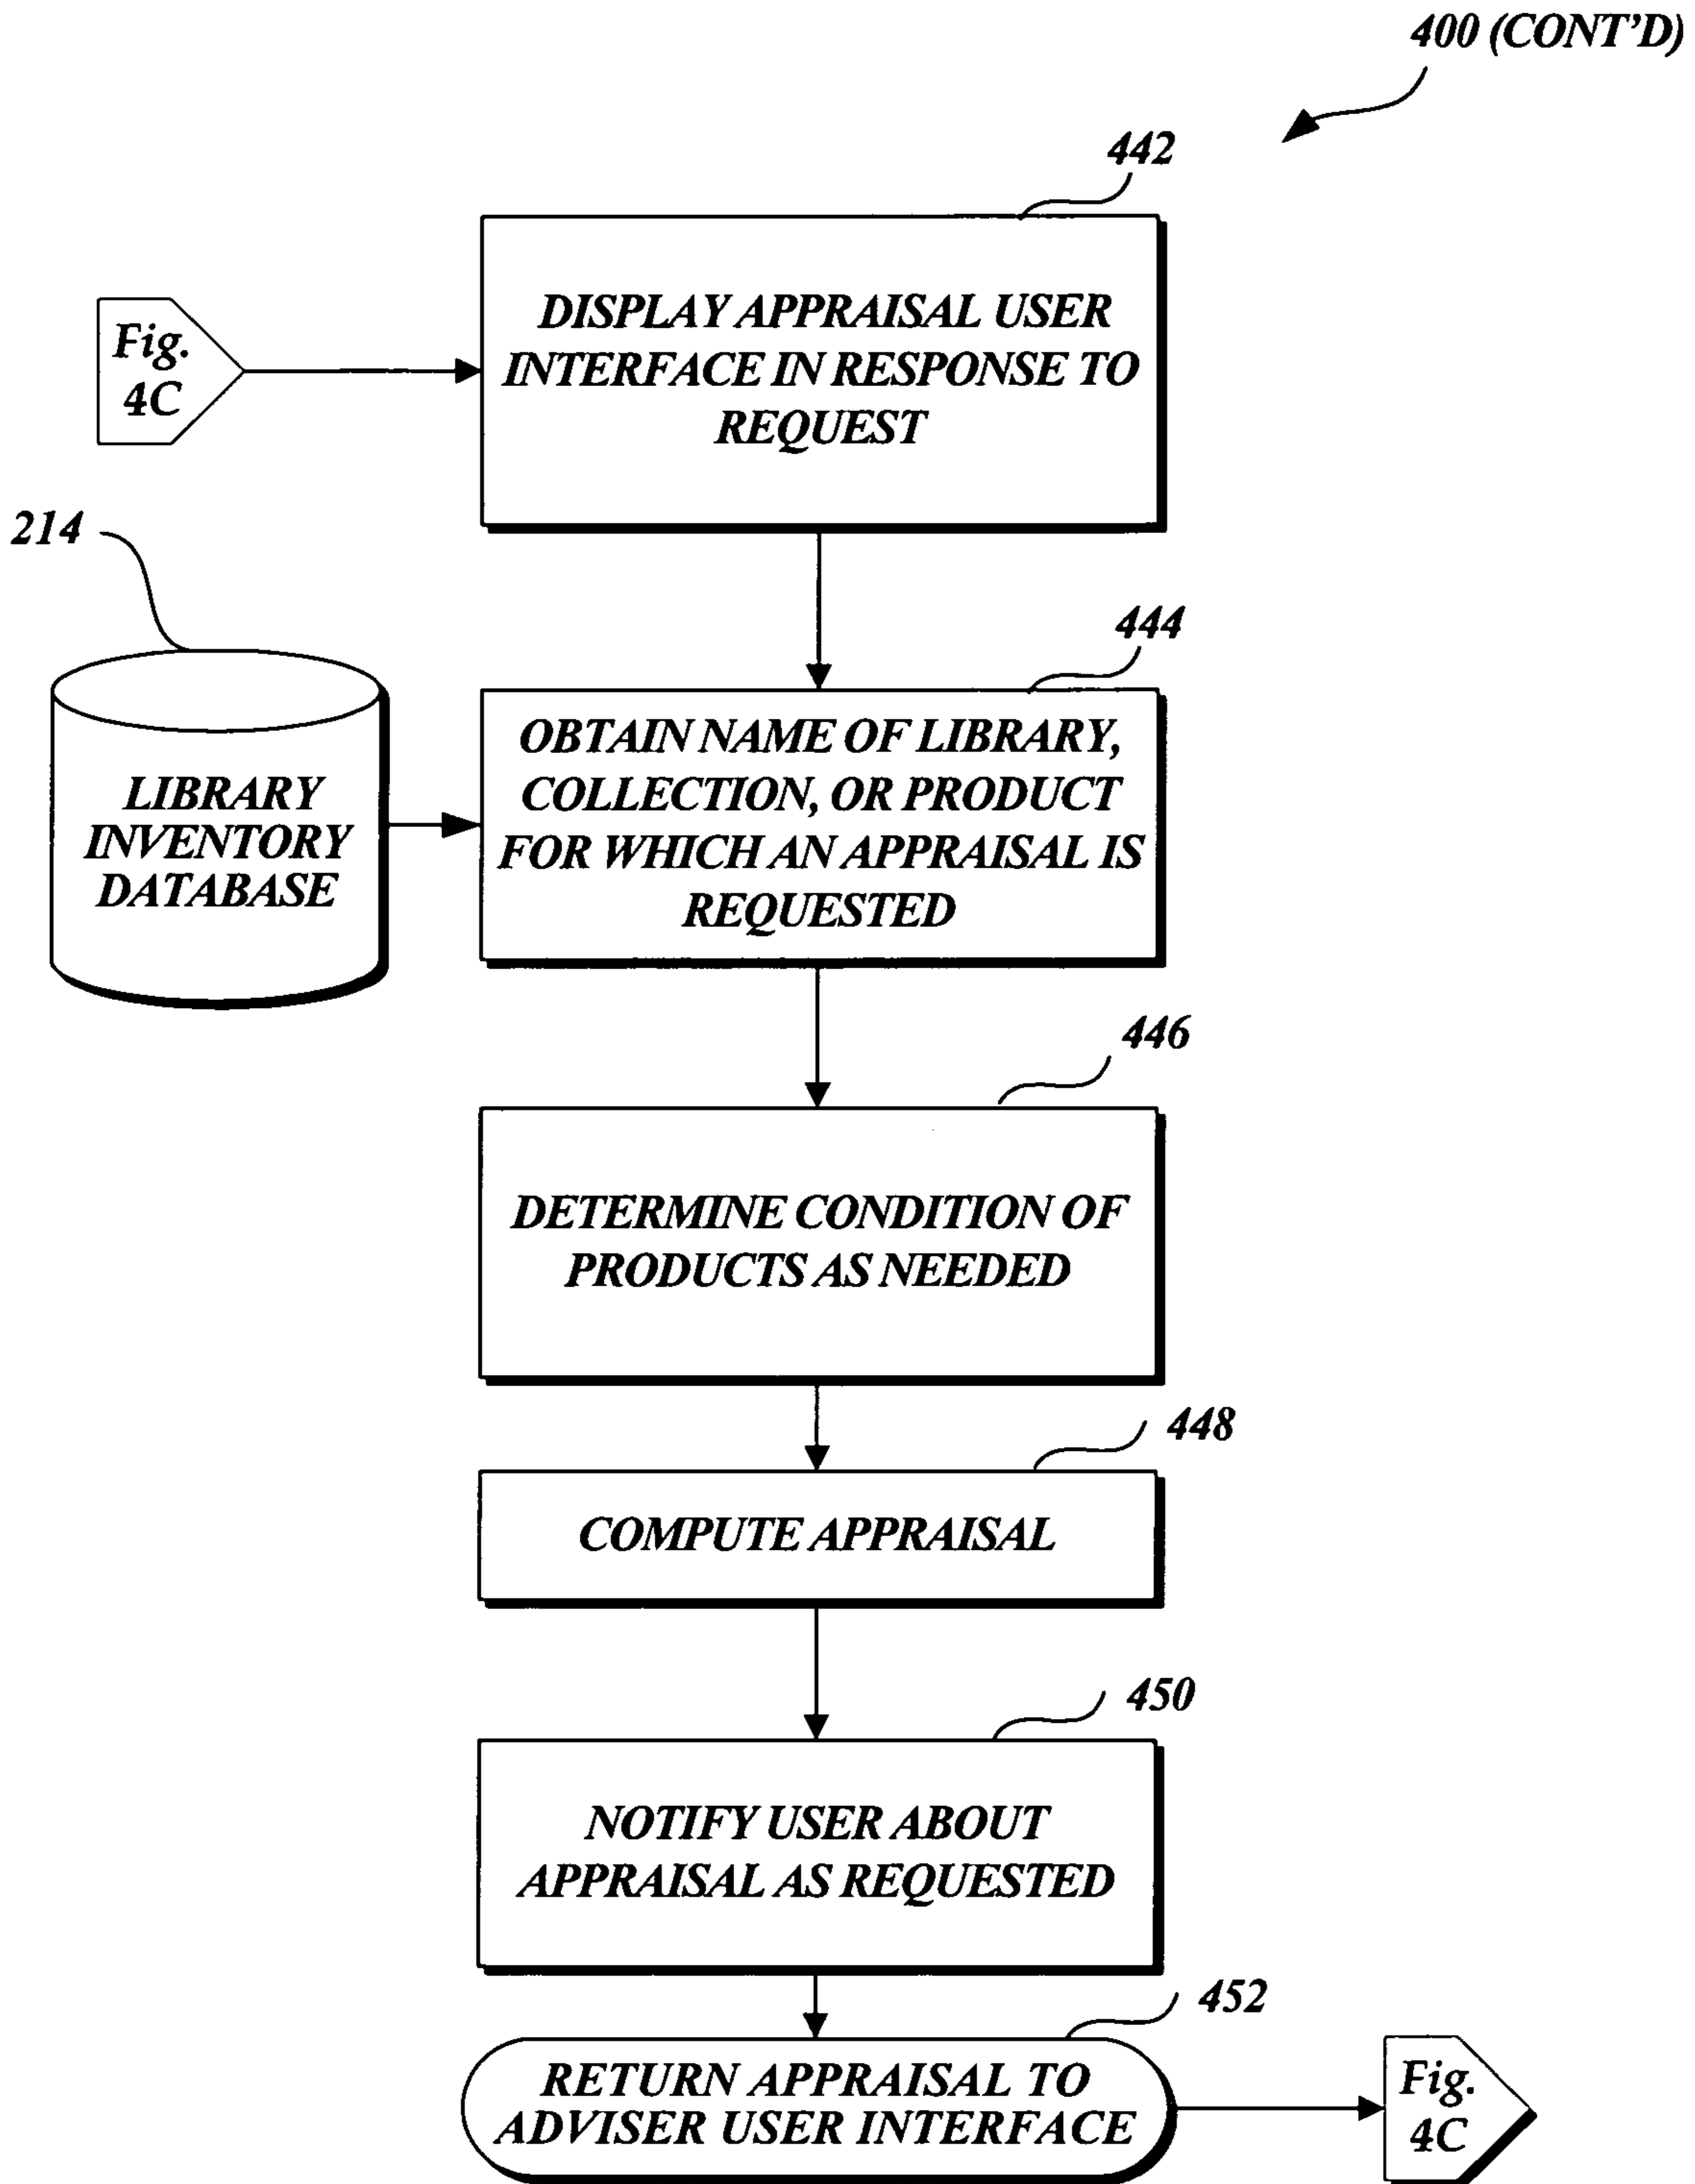 400 (CONT'D)
442
DISPLAY APPRAISAL USER
INTERFACE IN RESPONSE TO
REQUEST
Fig.
4C
214
444
LIBRARY
INVENTORY
DATABASE
OBTAIN NAME OF LIBRARY,
COLLECTION, OR PRODUCT
FOR WHICH AN APPRAISAL IS
REQUESTED
446
DETERMINE CONDITION OF
PRODUCTS AS NEEDED
448
COMPUTE APPRAISAL
450
NOTIFY USER ABOUT
APPRAISAL AS REQUESTED
452
RETURN APPRAISAL TO
ADVISER USER INTERFACE
Fig.
4C